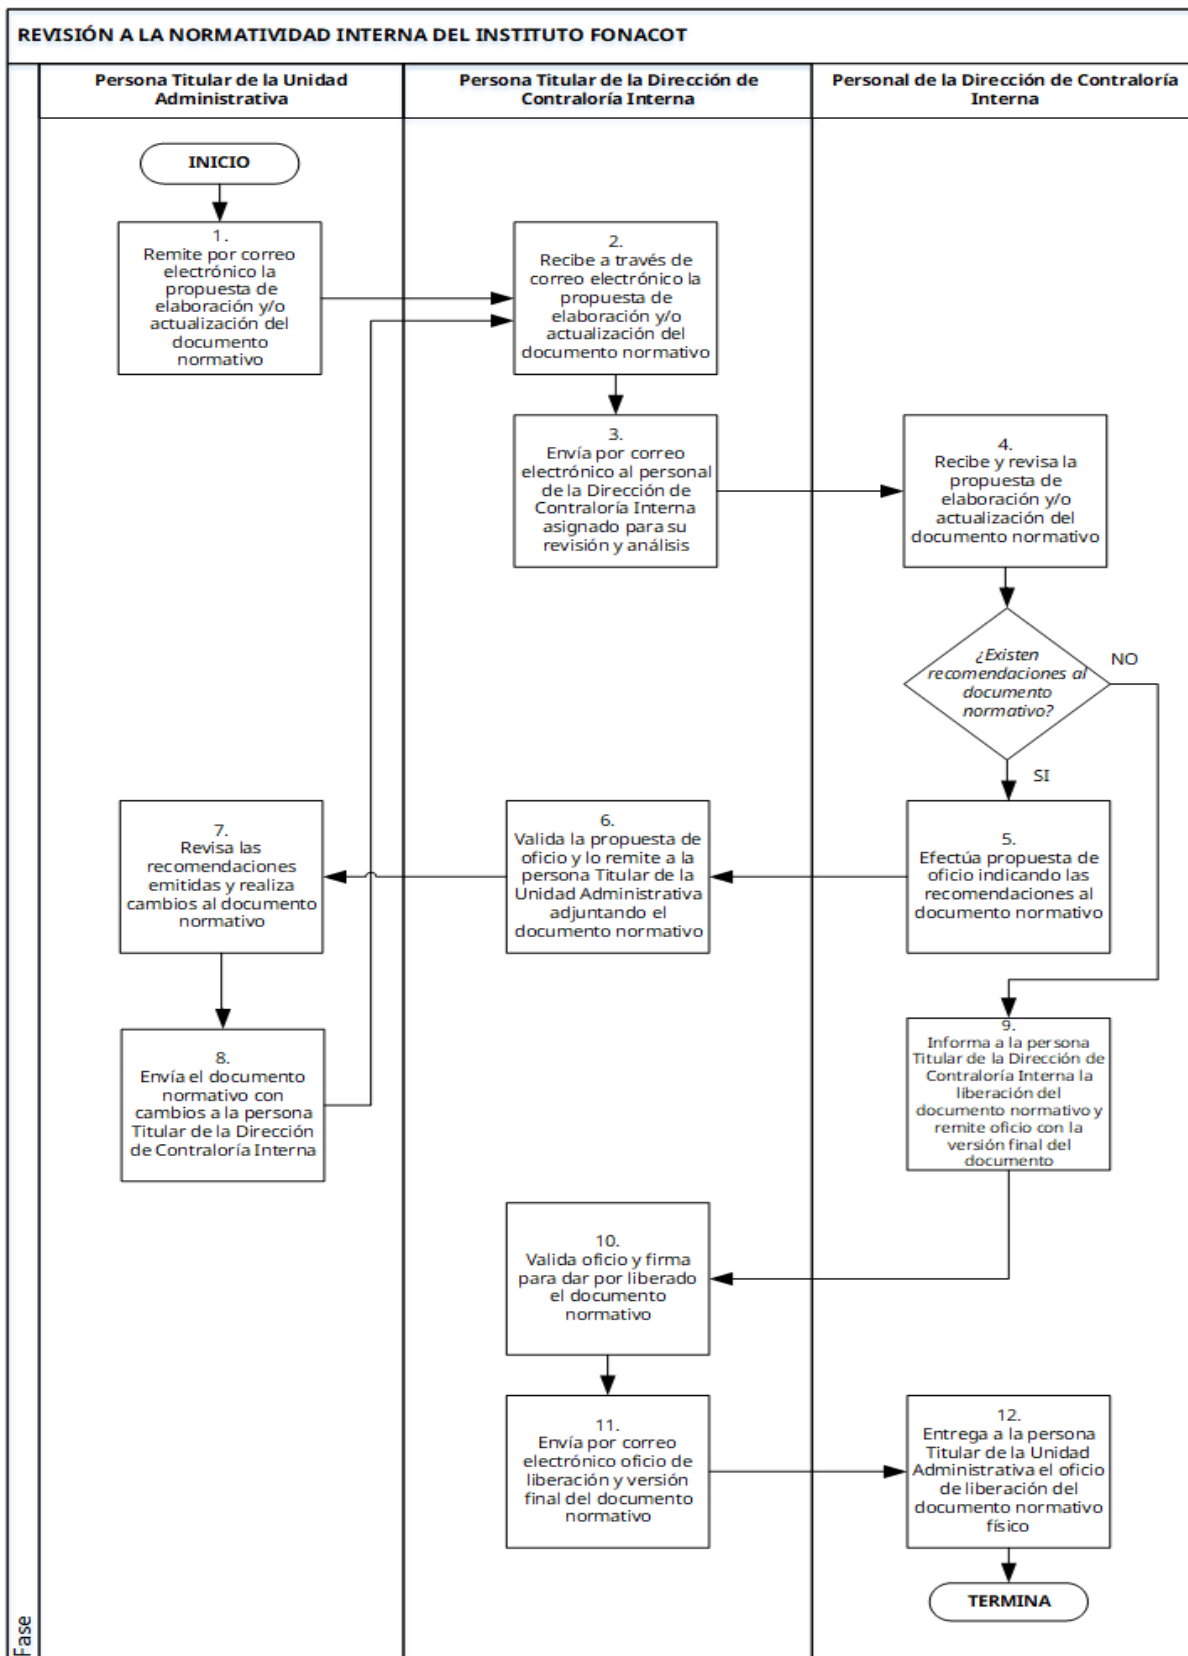 REVISIÓN A LA NORMATIVIDAD INTERNA DEL INSTITUTO FONACOT
Persona Titular de la Unidad
Administrativa
Persona Titular de la Dirección de
Contraloría Interna
Personal de la Dirección de Contraloría
Interna
INICIO
1.
Remite por correo
electrónico la
propuesta de
elaboración y/o
actualización del
documento
normativo
2.
Recibe a través de
correo electrónico la
propuesta de
elaboración y/o
actualización del
documento normativo
3.
Envía por correo
electrónico al personal
de la Dirección de
Contraloría Interna
asignado para su
revisión y análisis
4.
Recibe y revisa la
propuesta de
elaboración y/o
actualización del
documento normativo
¿Existen
recomendaciones al
documento
normativo?
NO
SI
5.
Efectúa propuesta de
oficio indicando las
recomendaciones al
documento normativo
6.
Valida la propuesta de
oficio y lo remite a la
persona Titular de la
Unidad Administrativa
adjuntando el
documento normativo
7.
Revisa las
recomendaciones
emitidas y realiza
cambios al documento
normativo
8.
Envía el documento
normativo con
cambios a la persona
Titular de la Dirección
de Contraloría Interna
9.
Informa a la persona
Titular de la Dirección de
Contraloría Interna la
liberación del
documento normativo y
remite oficio con la
versión final del
documento
10.
Valida oficio y firma
para dar por liberado
el documento
normativo
11.
Envía por correo
electrónico oficio de
liberación y versión
final del documento
normativo
12.
Entrega a la persona
Titular de la Unidad
Administrativa el oficio
de liberación del
documento normativo
físico
TERMINA
Fase